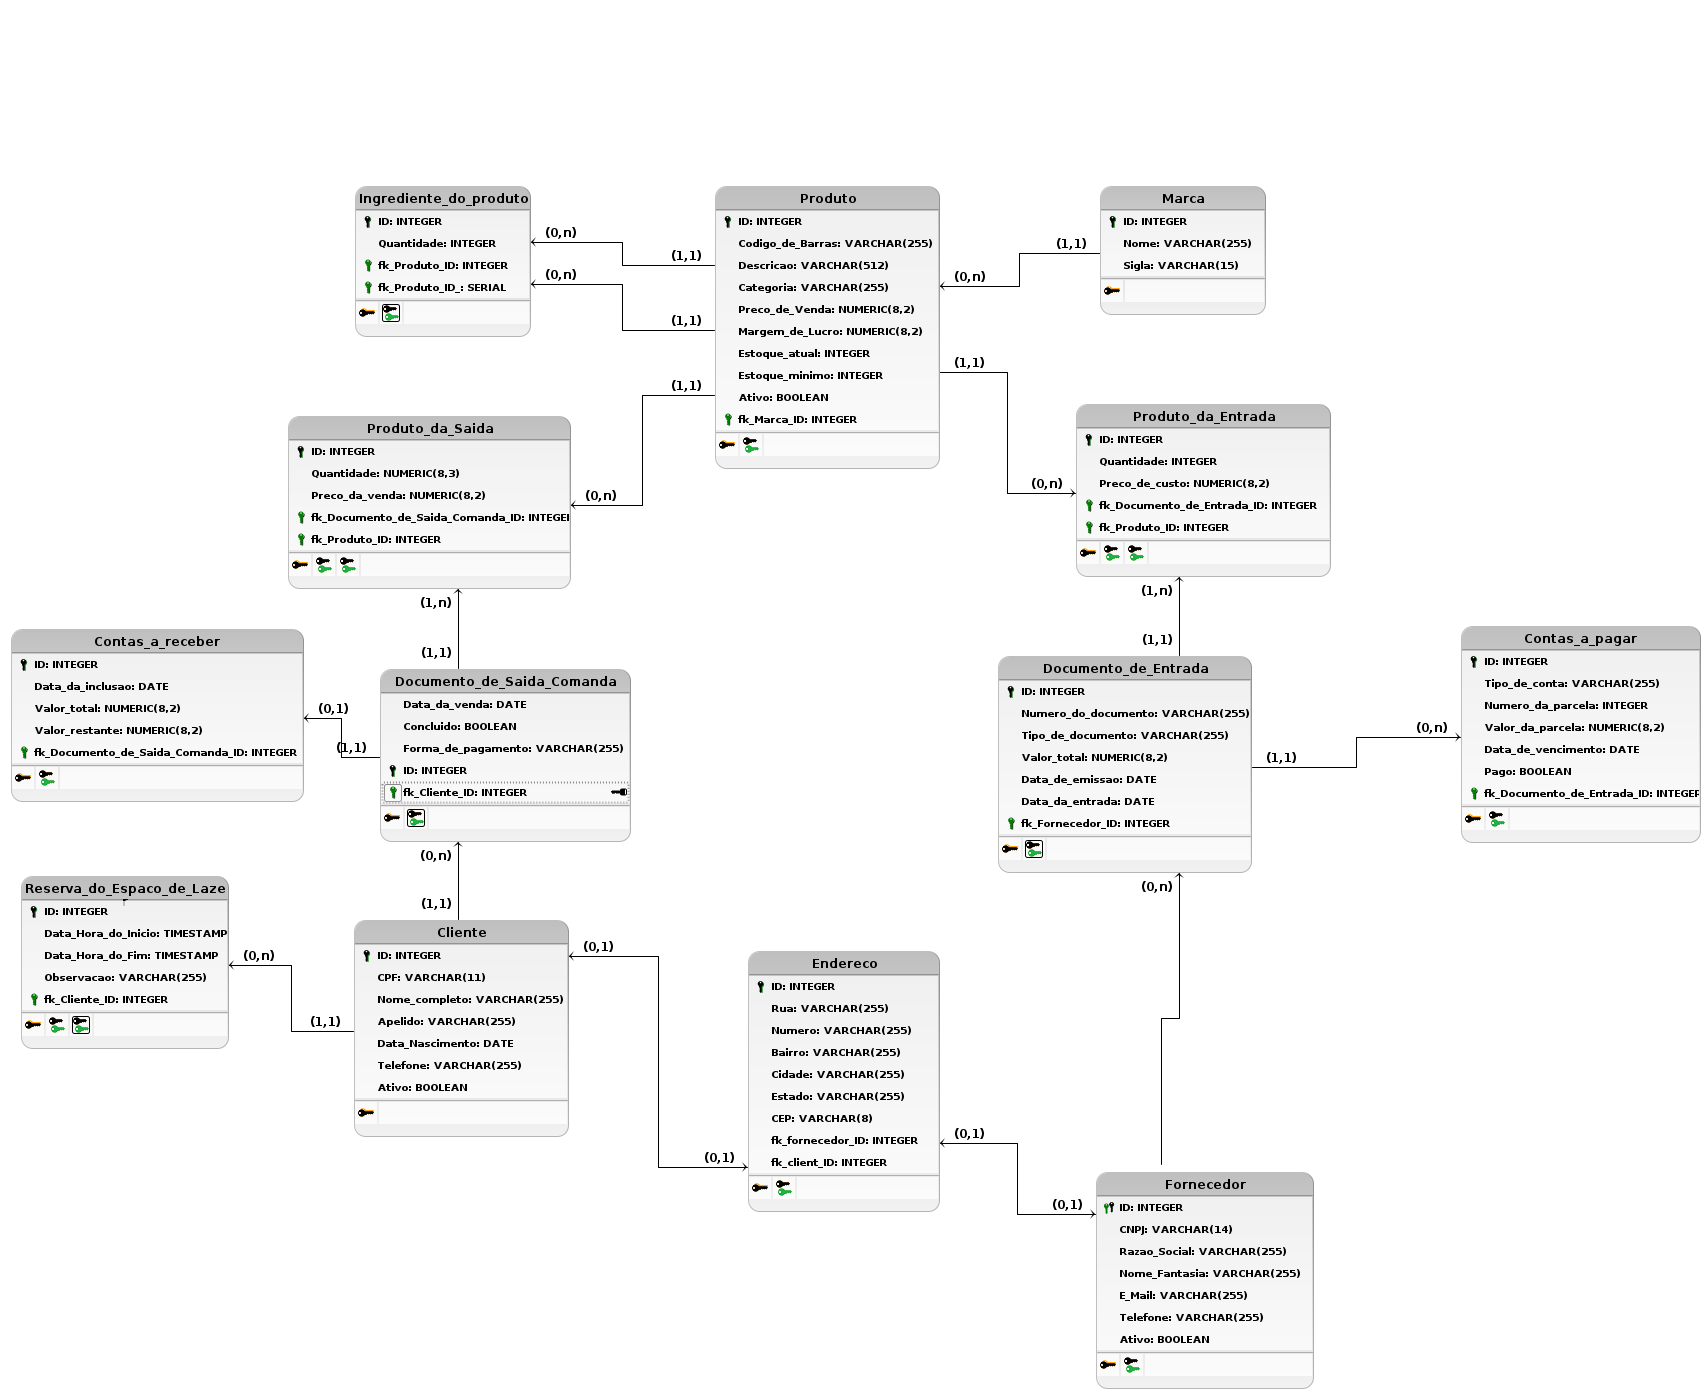 Ingrediente_do_produto
ID: INTEGER
Quantidade: INTEGER
fk_Produto_ID: INTEGER
fk_Produto_ID_: SERIAL
(0,n)
(0,n)
(1,1)
(1,1)
(1,1)
Produto
ID: INTEGER
Codigo_de_Barras: VARCHAR(255)
Descricao: VARCHAR(512)
Categoria: VARCHAR(255)
Preco_de_Venda: NUMERIC(8,2)
Margem_de_Lucro: NUMERIC(8,2)
Estoque_atual: INTEGER
Estoque_minimo: INTEGER
Ativo: BOOLEAN
fk_Marca_ID: INTEGER
(1,1)
(0,n)
(1,1)
(0,n)
Marca
ID: INTEGER
Nome: VARCHAR(255)
Sigla: VARCHAR(15)
Produto_da_Saida
ID: INTEGER
Quantidade: NUMERIC(8,3)
Preco_da_venda: NUMERIC(8,2)
fk_Documento_de_Saida_Comanda_ID: INTEGEI
fk_Produto_ID: INTEGER
(0,n)
(1,n)
(1,1)
Produto_da_Entrada
ID: INTEGER
Quantidade: INTEGER
Preco_de_custo: NUMERIC(8,2)
fk_Documento_de_Entrada_ID: INTEGER
fk_Produto_ID: INTEGER
(1,n)
(1,1)
Contas_a_receber
ID: INTEGER
Data_da_inclusao: DATE
Valor_total: NUMERIC(8,2)
Valor_restante: NUMERIC(8,2)
fk_Documento_de_Saida_Comanda_ID: INTEGER
(0,1)
(1,1)
Documento_de_Saida_Comanda
Data_da_venda: DATE
Concluido: BOOLEAN
Forma_de_pagamento: VARCHAR(255)
ID: INTEGER
fk_Cliente_ID: INTEGER
(0,n)
(1,1)
Documento_de_Entrada
ID: INTEGER
Numero_do_documento: VARCHAR(255)
Tipo_de_documento: VARCHAR(255)
Valor_total: NUMERIC(8,2)
Data_de_emissao: DATE
Data_da_entrada: DATE
fk_Fornecedor_ID: INTEGER
(1,1)
(0,n)
(0,n)
Contas_a_pagar
ID: INTEGER
Tipo_de_conta: VARCHAR(255)
Numero_da_parcela: INTEGER
Valor_da_parcela: NUMERIC(8,2)
Data_de_vencimento: DATE
Pago: BOOLEAN
fk_Documento_de_Entrada_ID: INTEGER
Reserva_do_Espaco_de_Laze
r
ID: INTEGER
Data_Hora_do_Inicio: TIMESTAMP
Data_Hora_do_Fim: TIMESTAMP
Observacao: VARCHAR(255)
fk_Cliente_ID: INTEGER
(0,n)
(1,1)
Cliente
ID: INTEGER
CPF: VARCHAR(11)
Nome_completo: VARCHAR(255)
Apelido: VARCHAR(255)
Data_Nascimento: DATE
Telefone: VARCHAR(255)
Ativo: BOOLEAN
(0,1)
(0,1)
Endereco
ID: INTEGER
Rua: VARCHAR(255)
Numero: VARCHAR(255)
Bairro: VARCHAR(255)
Cidade: VARCHAR(255)
Estado: VARCHAR(255)
CEP: VARCHAR(8)
fk_fornecedor_ID: INTEGER
fk_client_ID: INTEGER
(0,1)
(0,1)
Fornecedor
ID: INTEGER
CNPJ: VARCHAR(14)
Razao_Social: VARCHAR(255)
Nome_Fantasia: VARCHAR(255)
E_Mail: VARCHAR(255)
Telefone: VARCHAR(255)
Ativo: BOOLEAN